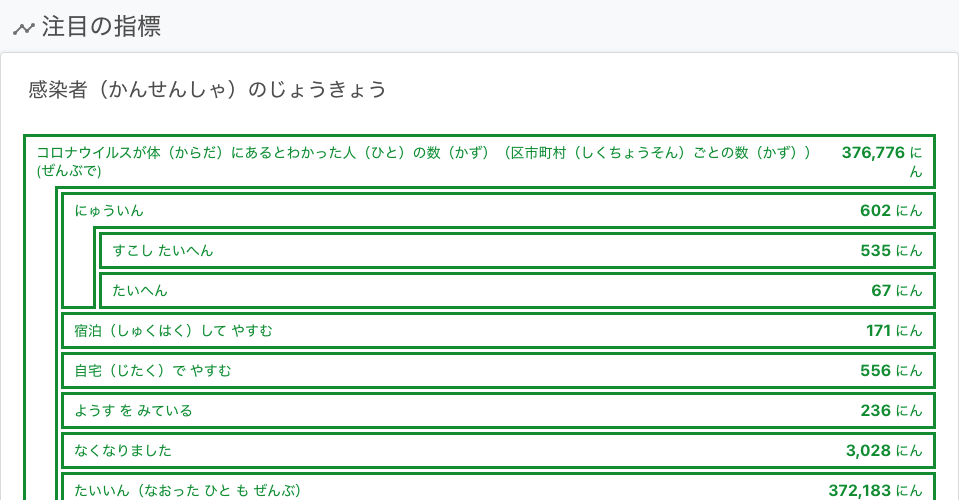 注目の指標
感染者（かんせんしゃ）のじょうきょう
コロナウイルスが体（からだ）にあるとわかった人（ひと）の数（かず）（区市町村（しくちょうそん）ごとの数（かず））
(ぜんぶで)
376,776 に
ん
にゅういん 602 にん
すこし たいへん 535 にん
たいへん 67 にん
宿泊（しゅくはく）して やすむ 171 にん
自宅（じたく）で やすむ 556 にん
ようす を みている 236 にん
なくなりました 3,028 にん
たいいん（なおった ひと も ぜんぶ） 372,183 にん